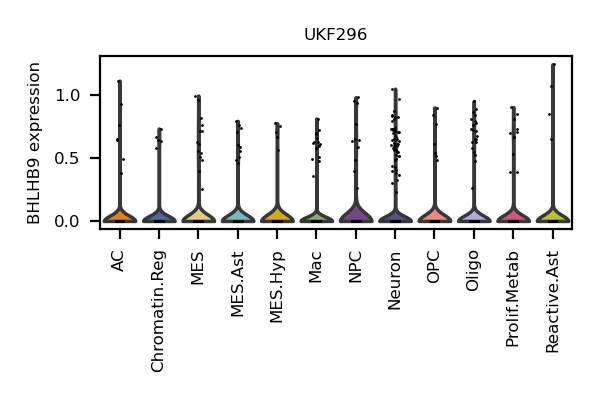 UKF296
BHLHB9 expression
1.0
0.5
0.0
AC
Chromatin.Reg
MES
MES.Ast
MES.Hyp
Mac
NPC
Neuron
OPC
Oligo
Prolif.Metab
Reactive.Ast